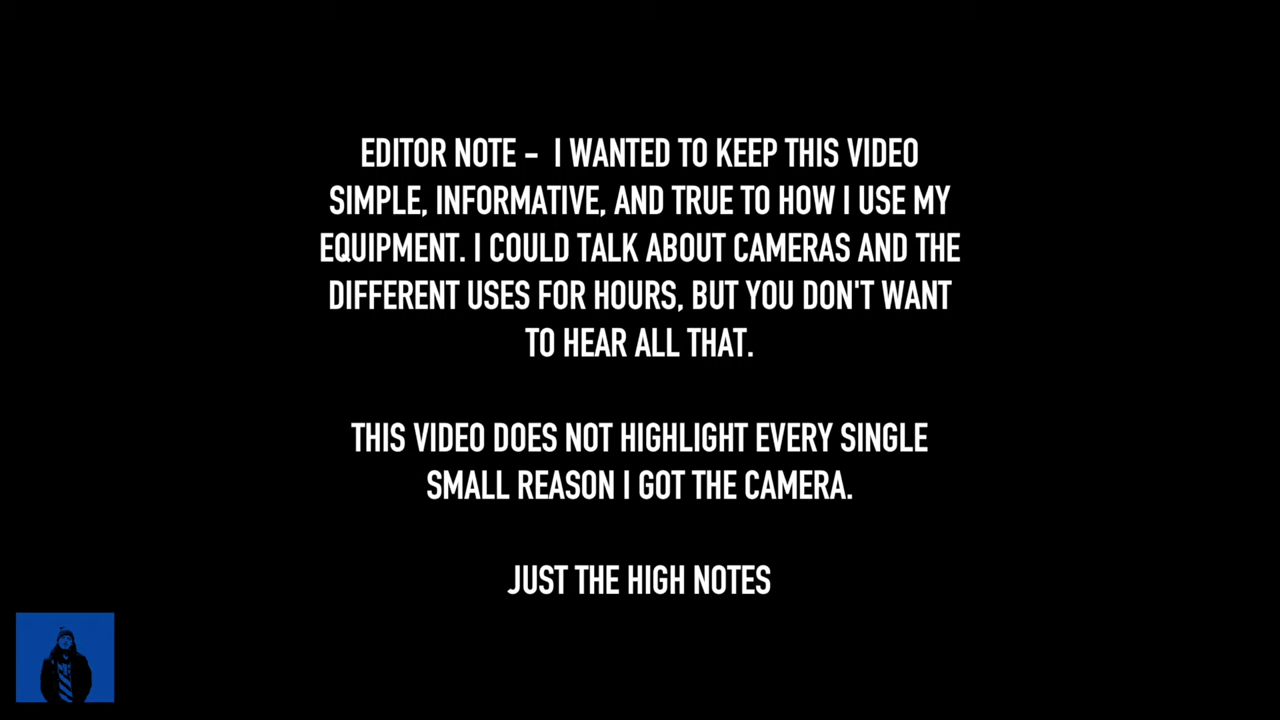 EDITOR NOTE -  I WANTED TO KEEP THIS VIDEO
SIMPLE, INFORMATIVE, AND TRUE TO HOW I USE MY
EQUIPMENT. I COULD TALK ABOUT CAMERAS AND THE
DIFFERENT USES FOR HOURS, BUT YOU DON'T WANT
TO HEAR ALL THAT.
THIS VIDEO DOES NOT HIGHLIGHT EVERY SINGLE
SMALL REASON I GOT THE CAMERA.
JUST THE HIGH NOTES